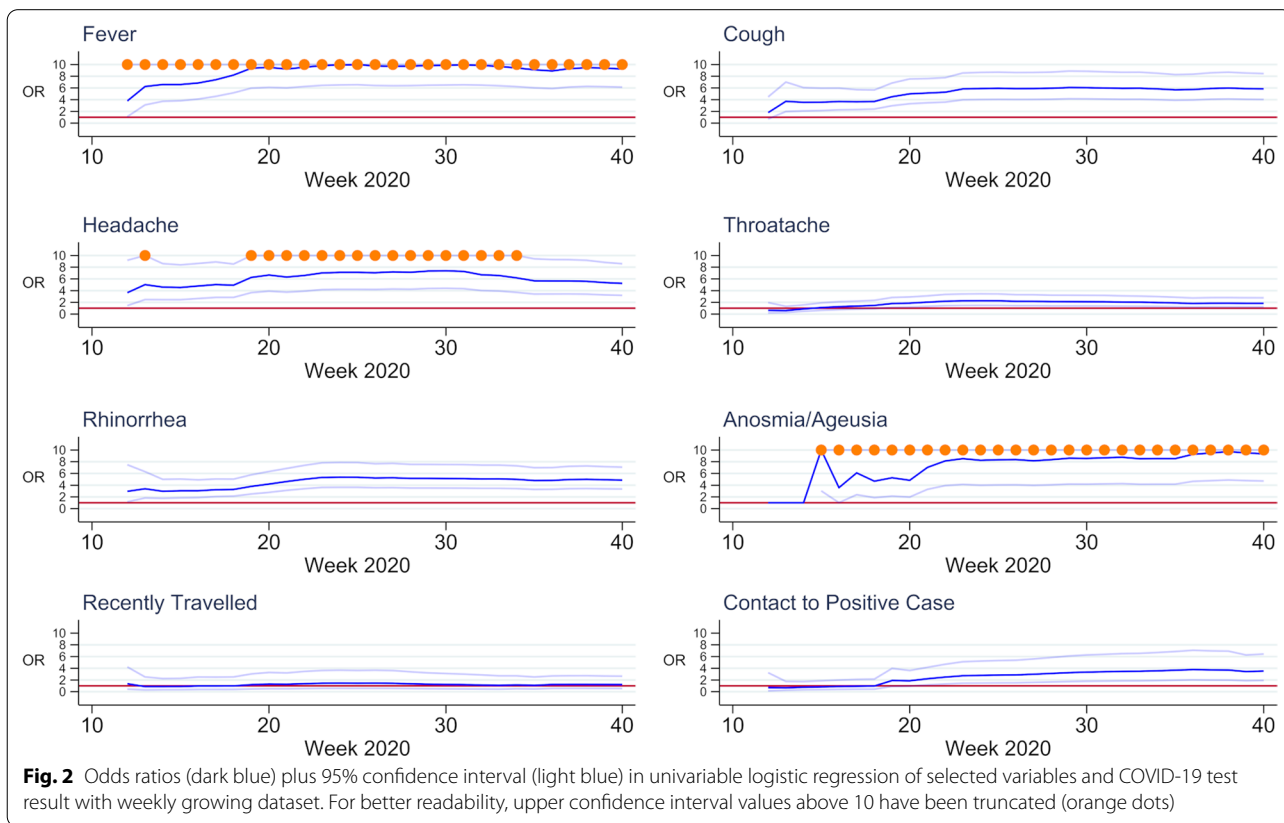 Fever
10
8
6
OR
4
2
0
10 20 30 40
Week 2020
Cough
10
8
6
OR
4
2
0
10 20 30 40
Week 2020
Headache
10
8
6
OR
4
2
0
10 20 30 40
Week 2020
Throatache
10
8
6
OR
4
2
0
10 20 30 40
Week 2020
Rhinorrhea
10
8
6
OR
4
2
0
10 20 30 40
Week 2020
Anosmia/Ageusia
10
8
6
OR
4
2
0
10 20 30 40
Week 2020
Recently Travelled
10
8
6
OR
4
2
0
10 20 30 40
Week 2020
Contact to Positive Case
10
8
6
OR
4
2
0
10 20 30 40
Week 2020
Fig. 2 Odds ratios (dark blue) plus 95% confidence interval (light blue) in univariable logistic regression of selected variables and COVID-19 test
result with weekly growing dataset. For better readability, upper confidence interval values above 10 have been truncated (orange dots)